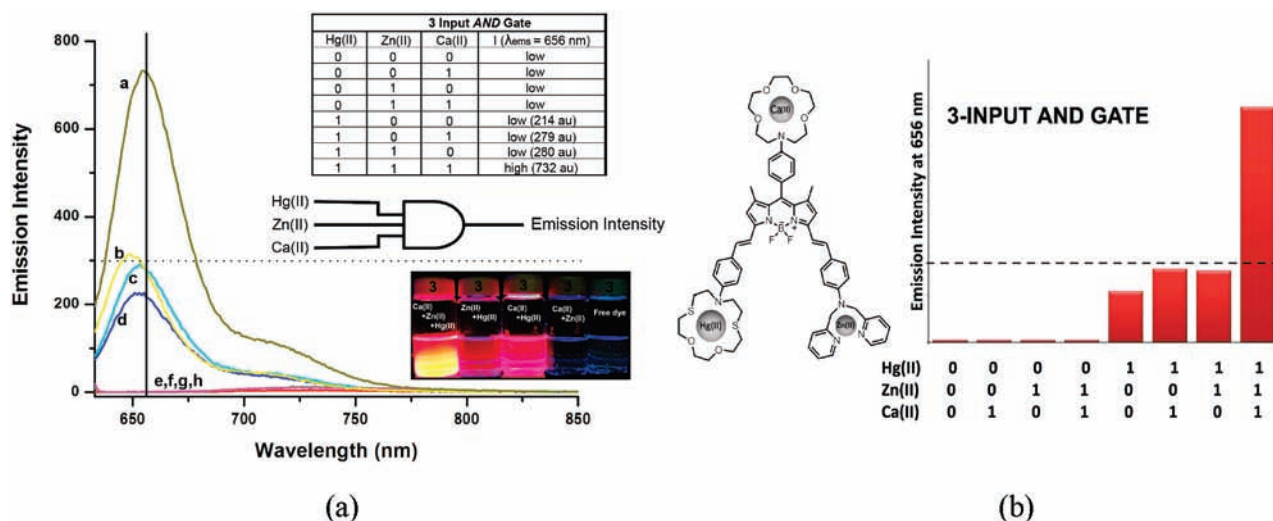 3 Input AND Gate
Hg(II) Zn(II) Ca(II) I (λems = 656 nm)
0 0 0 low
0 0 1 low
0 1 0 low
0 1 1 low
1 0 0 low (214 au)
1 0 1 low (279 au)
1 1 0 low (280 au)
1 1 1 high (732 au)
Hg(II)
Zn(II)
Ca(II)
Emission Intensity
3 3 3 3 3
Ca(II) +Zn(II) +Hg(II)
Zn(II) +Hg(II)
Ca(II) +Hg(II)
Ca(II) +Zn(II)
Free dye
a
b
c
d
e,f,g,h
Emission Intensity
800
600
400
200
0
650 700 750 800 850
Wavelength (nm)
(a)
O O
O Ca(II) O
N
N N
B
F F
+
N
S S
Hg(II)
O O
N
Zn(II)
N N
3-INPUT AND GATE
Emission Intensity at 656 nm
Hg(II) 0 0 0 0 1 1 1 1
Zn(II) 0 0 1 1 0 0 1 1
Ca(II) 0 1 0 1 0 1 0 1
(b)